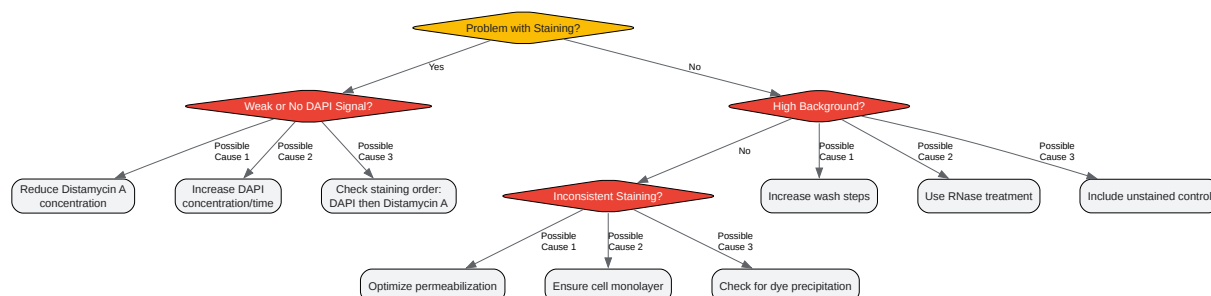 Problem with Staining?
Yes
No
Weak or No DAPI Signal?
High Background?
Possible
Cause 1
Possible
Cause 2
Possible
Cause 3
No
Possible
Cause 1
Possible
Cause 2
Possible
Cause 3
Reduce Distamycin A
concentration
Increase DAPI
concentration/time
Check staining order:
DAPI then Distamycin A
Inconsistent Staining?
Increase wash steps
Use RNase treatment
Include unstained control
Possible
Cause 1
Possible
Cause 2
Possible
Cause 3
Optimize permeabilization
Ensure cell monolayer
Check for dye precipitation